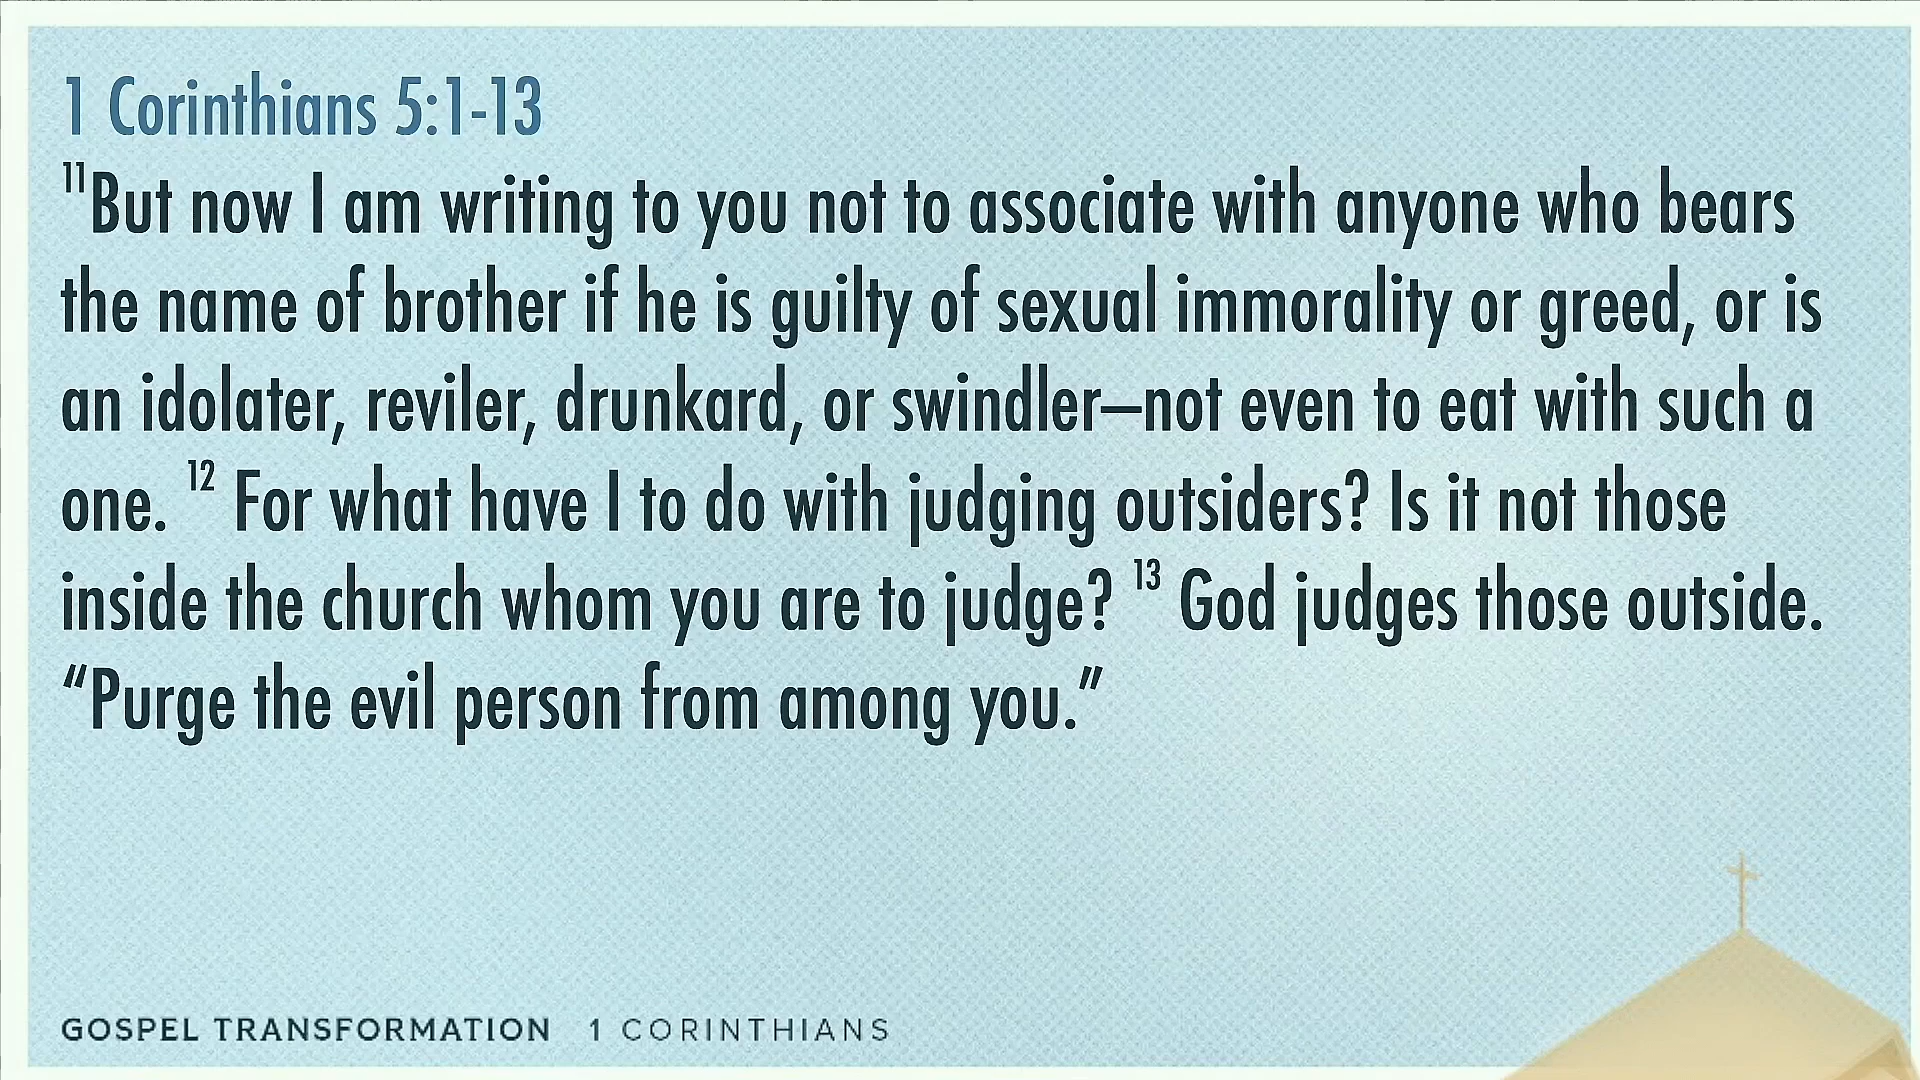 1 Corinthians 5:1-13
11But now I am writing to you not to associate with anyone who bears
the name of brother if he is guilty of sexual immorality or greed, or is
an idolater, reviler, drunkard, or swindler—not even to eat with such a
one. 12 For what have I to do with judging outsiders? Is it not those
inside the church whom you are to judge? 13 God judges those outside.
“Purge the evil person from among you.”
GOSPEL TRANSFORMATION 1 CORINTHIANS